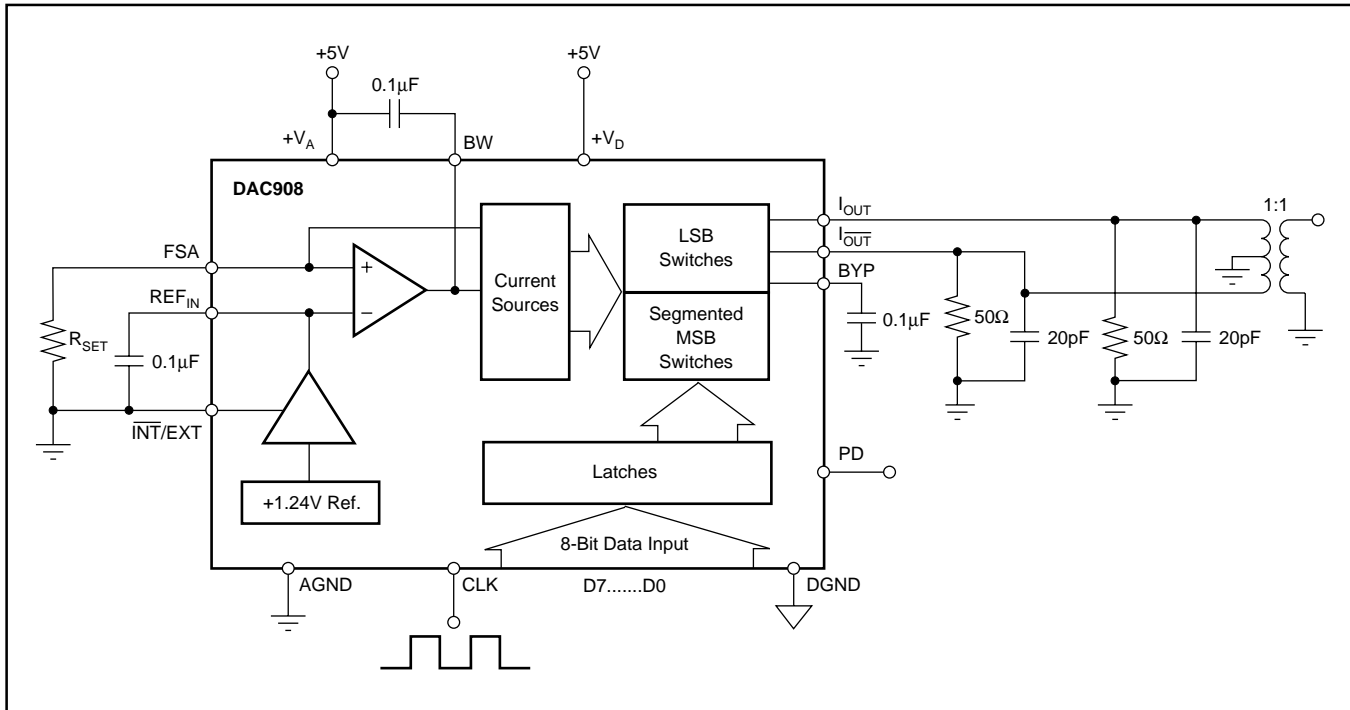 +5V
+5V
0.1µF
+VA
BW
+VD
DAC908
FSA
REFIN
RSET
0.1µF
INT/EXT
+
−
Current
Sources
LSB
Switches
Segmented
MSB
Switches
IOUT
IOUT
BYP
0.1µF
50Ω
20pF
50Ω
20pF
1:1
+1.24V Ref.
Latches
PD
8-Bit Data Input
AGND
CLK
D7.......D0
DGND